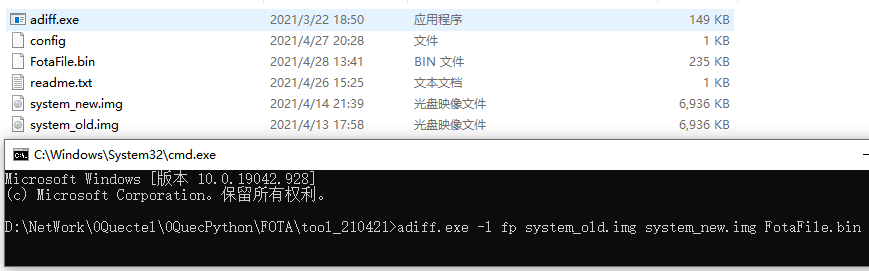 adiff.exe 2021/3/22 18:50 应用程序 149 KB
config 2021/4/27 20:28 文件 1 KB
FotaFile.bin 2021/4/28 13:41 BIN 文件 235 KB
readme.txt 2021/4/26 15:25 文本文档 1 KB
system_new.img 2021/4/14 21:39 光盘映像文件 6,936 KB
system_old.img 2021/4/13 17:58 光盘映像文件 6,936 KB
C:\Windows\System32\cmd.exe
Microsoft Windows [版本 10.0.19042.928]
(c) Microsoft Corporation。保留所有权利。
D:\NetWork\0Quectel\0QuecPython\FOTA\tool_210421>adiff.exe -l fp system_old.img system_new.img FotaFile.bin